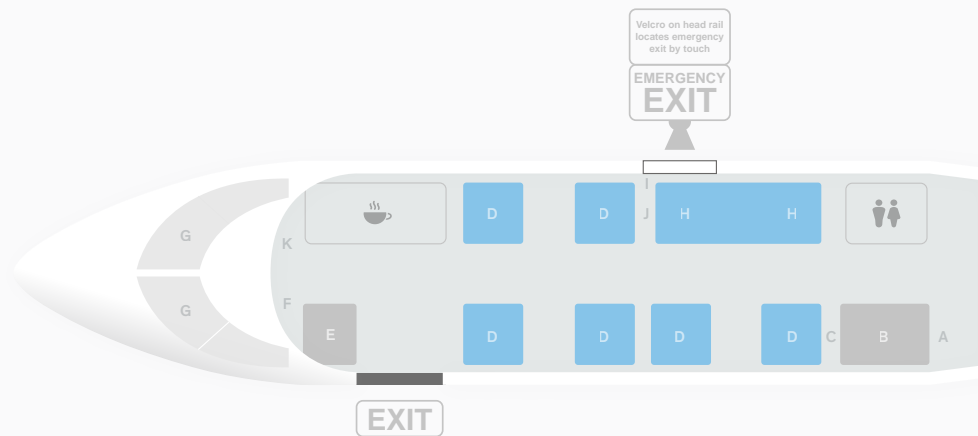 Velcro on head rail
locates emergency
exit by touch
EMERGENCY
EXIT
I
D D J H H
G
K
F
G
E D D D D C B A
EXIT